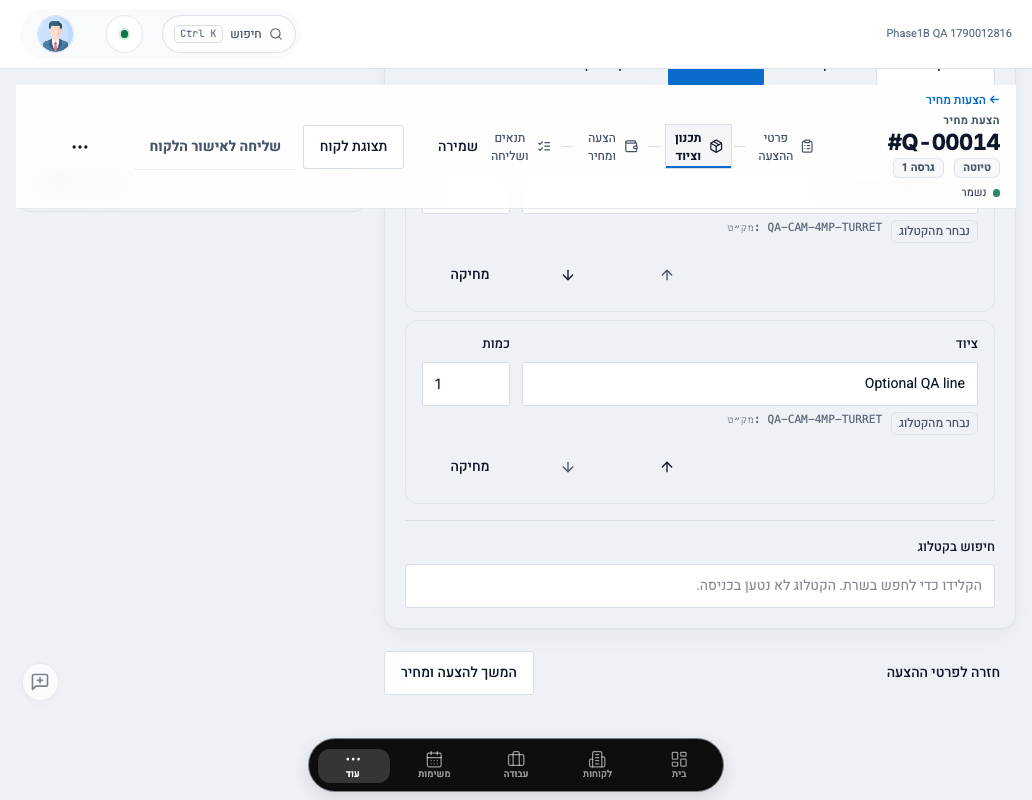 Phase1B QA 1790012816
חיפוש
Ctrl K
← הצעות מחיר
הצעת מחיר
#Q-00014
טיוטה
גרסה 1
נשמר
פרטי
ההצעה
תכנון
וציוד
הצעה
ומחיר
תנאים
ושליחה
שמירה
תצוגת לקוח
שליחה לאישור הלקוח
נבחר מהקטלוג
מק״ט: QA-CAM-4MP-TURRET
מחיקה
ציוד
כמות
Optional QA line
1
נבחר מהקטלוג
מק״ט: QA-CAM-4MP-TURRET
מחיקה
חיפוש בקטלוג
הקלידו כדי לחפש בשרת. הקטלוג לא נטען בכניסה.
חזרה לפרטי ההצעה
המשך להצעה ומחיר
בית
לקוחות
עבודה
משימות
עוד